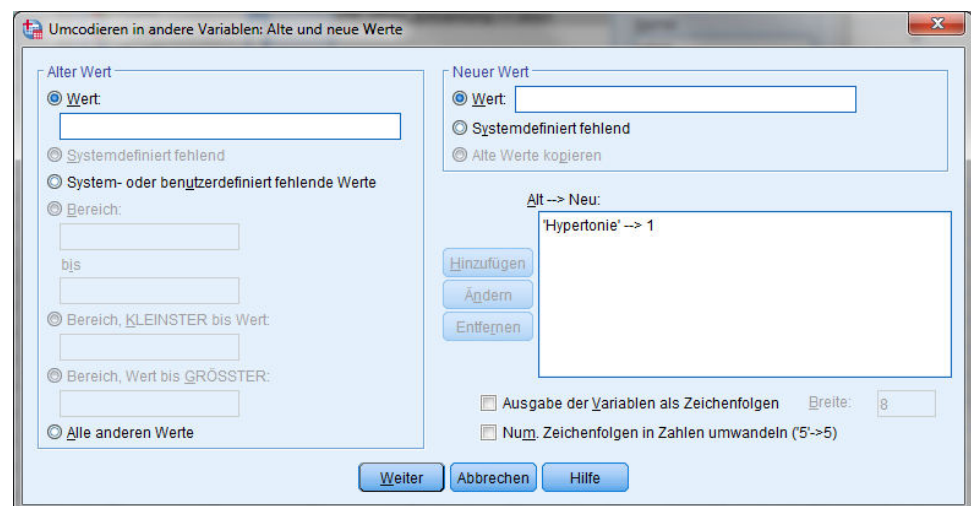 Umcodieren in andere Variablen: Alte und neue Werte
Alter Wert
Wert:
Systemdefiniert fehlend
System- oder benutzerdefiniert fehlende Werte
Bereich:
bis
Bereich, KLEINSTER bis Wert:
Bereich, Wert bis GRÖSSTER:
Alle anderen Werte
Neuer Wert
Wert:
Systemdefiniert fehlend
Alte Werte kopieren
Alt --> Neu:
'Hypertonie' --> 1
Hinzufügen
Ändern
Entfernen
Ausgabe der Variablen als Zeichenfolgen Breite: 8
Num. Zeichenfolgen in Zahlen umwandeln ('5'->5)
Weiter Abbrechen Hilfe